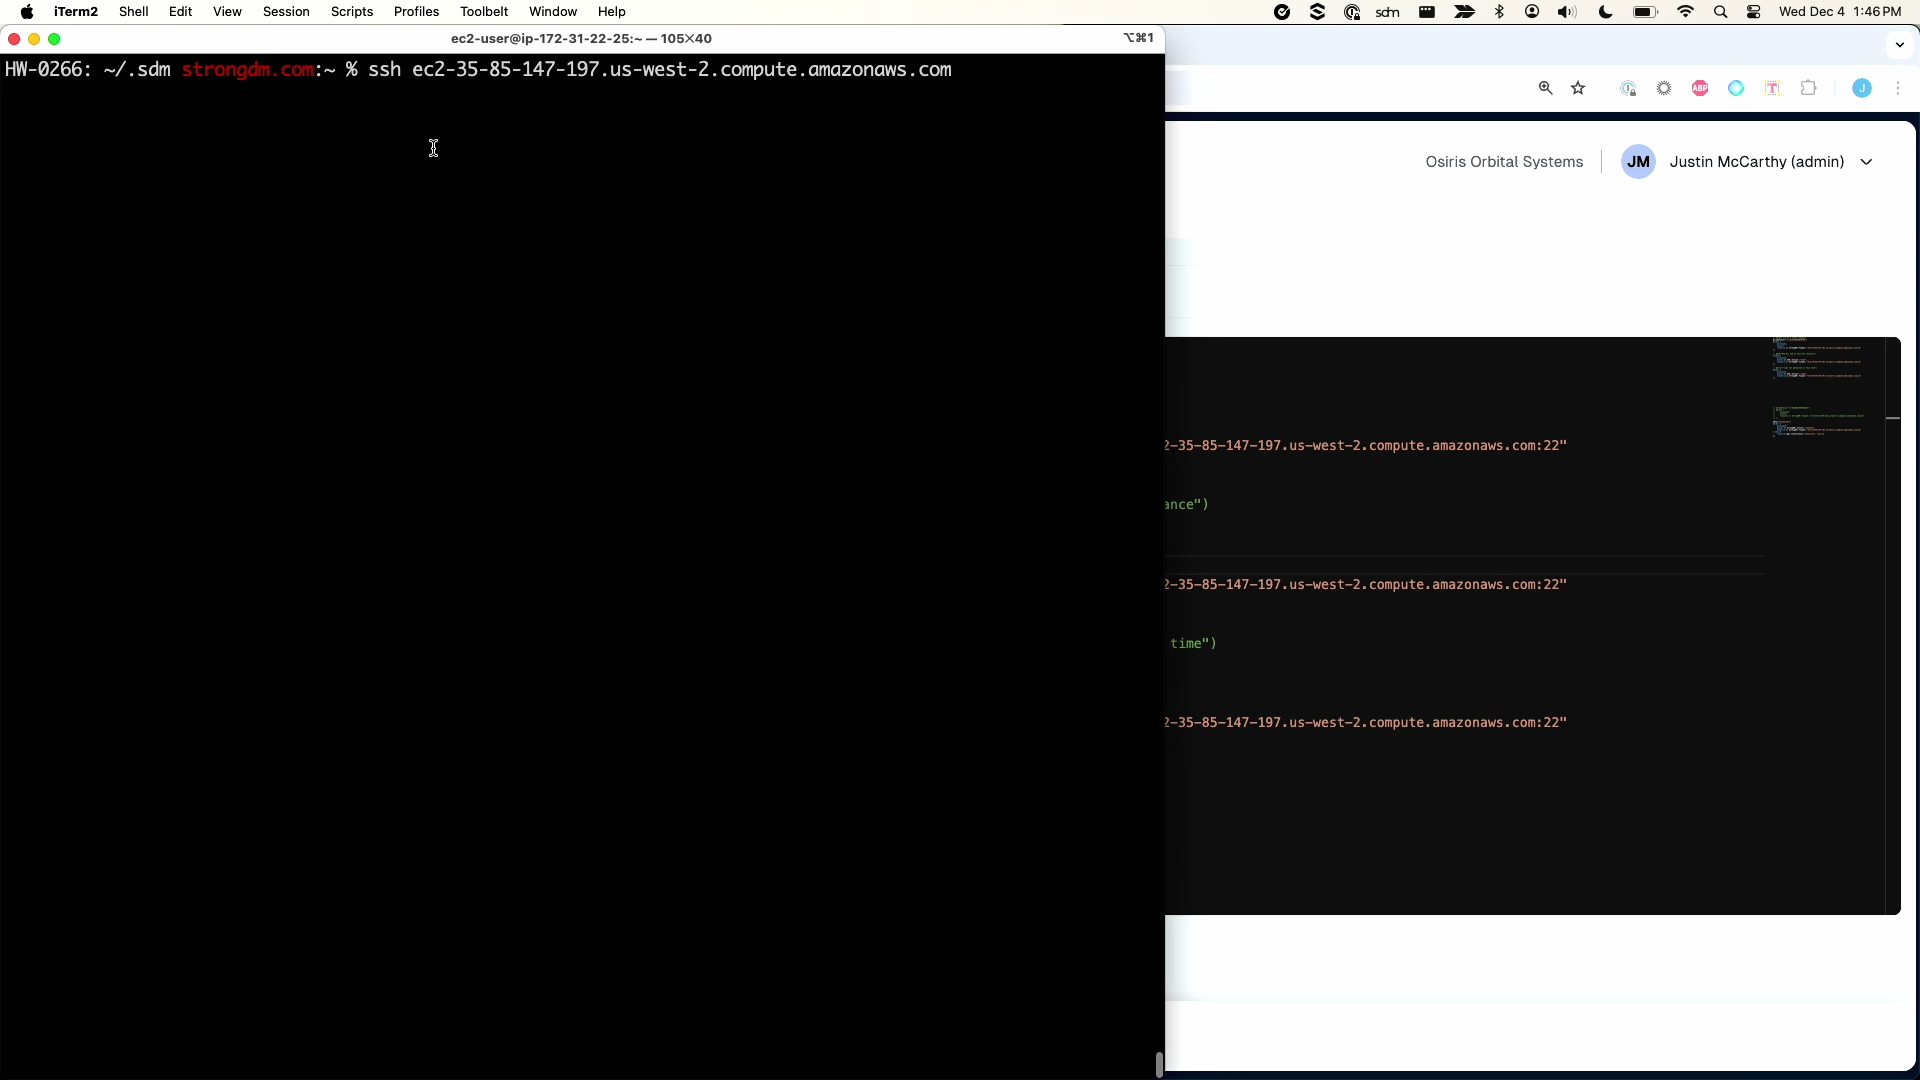 iTerm2 Shell Edit View Session Scripts Profiles Toolbelt Window Help sdm Wed Dec 4 1:46 PM
ec2-user@ip-172-31-22-25:~ — 105✕40 ⌥⌘1
HW-0266: ~/.sdm strongdm.com:~ % ssh ec2-35-85-147-197.us-west-2.compute.amazonaws.com
ABP T J
Osiris Orbital Systems JM Justin McCarthy (admin)
2-35-85-147-197.us-west-2.compute.amazonaws.com:22"
ance")
2-35-85-147-197.us-west-2.compute.amazonaws.com:22"
time")
2-35-85-147-197.us-west-2.compute.amazonaws.com:22"